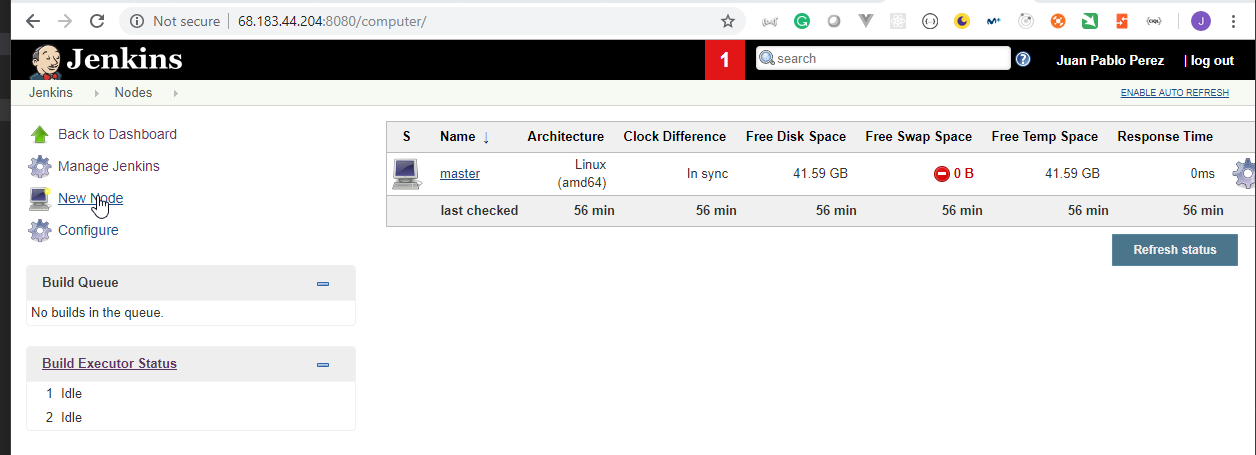 Not secure 68.183.44.204:8080/computer/
Jenkins 1 search Juan Pablo Perez | log out
Jenkins Nodes ENABLE AUTO REFRESH
Back to Dashboard
Manage Jenkins
New Node
Configure
Build Queue
No builds in the queue.
Build Executor Status
1 Idle
2 Idle
S Name ↓ Architecture Clock Difference Free Disk Space Free Swap Space Free Temp Space Response Time
master Linux (amd64) In sync 41.59 GB 0 B 41.59 GB 0ms
last checked 56 min 56 min 56 min 56 min 56 min 56 min
Refresh status
J